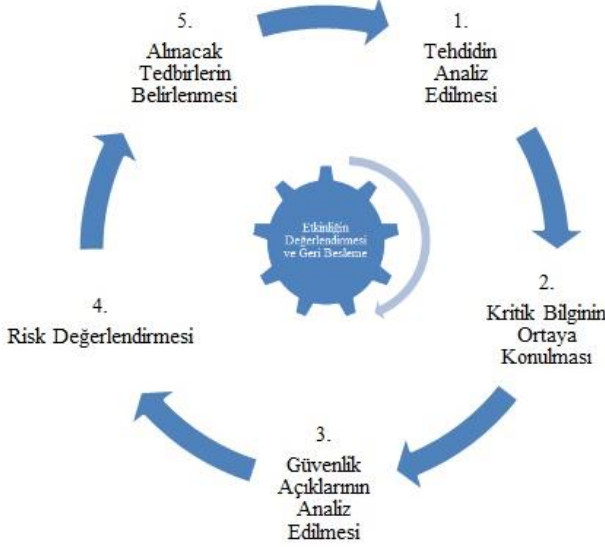 1.
Tehdidin
Analiz
Edilmesi
2.
Kritik Bilginin
Ortaya
Konulması
3.
Güvenlik
Açıklarının
Analiz
Edilmesi
4.
Risk Değerlendirmesi
5.
Alınacak
Tedbirlerin
Belirlenmesi
Etkinliğin
Değerlendirmesi
ve Geri Besleme